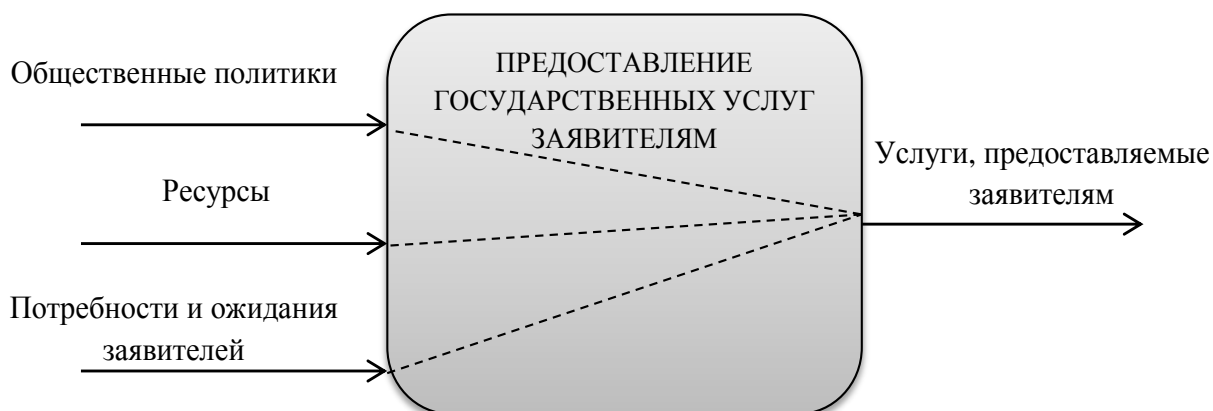 Общественные политики
Ресурсы
Потребности и ожидания
заявителей
ПРЕДОСТАВЛЕНИЕ
ГОСУДАРСТВЕННЫХ УСЛУГ
ЗАЯВИТЕЛЯМ
Услуги, предоставляемые
заявителям